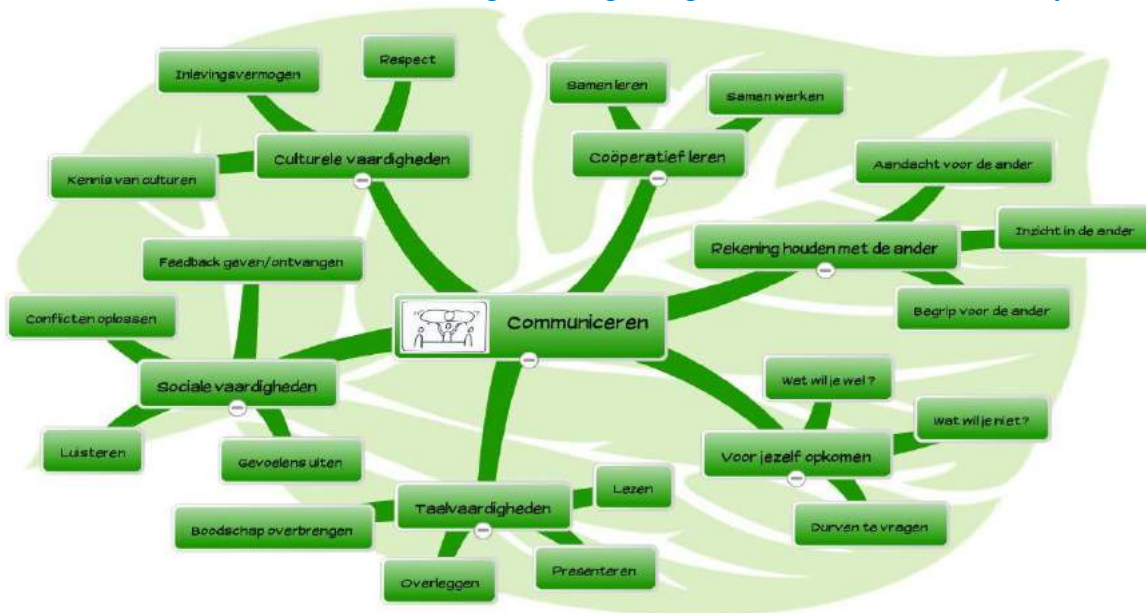 Communiceren
Culturele vaardigheden
Inlevingsvermogen
Respect
Kennis van culturen
Coöperatief leren
Samen leren
Samen werken
Rekening houden met de ander
Aandacht voor de ander
Inzicht in de ander
Begrip voor de ander
Voor jezelf opkomen
Wat wil je wel?
Wat wil je niet?
Durven te vragen
Taalvaardigheden
Lezen
Presenteren
Overleggen
Boodschap overbrengen
Sociale vaardigheden
Feedback geven/ontvangen
Conflicten oplossen
Luisteren
Gevoelens uiten